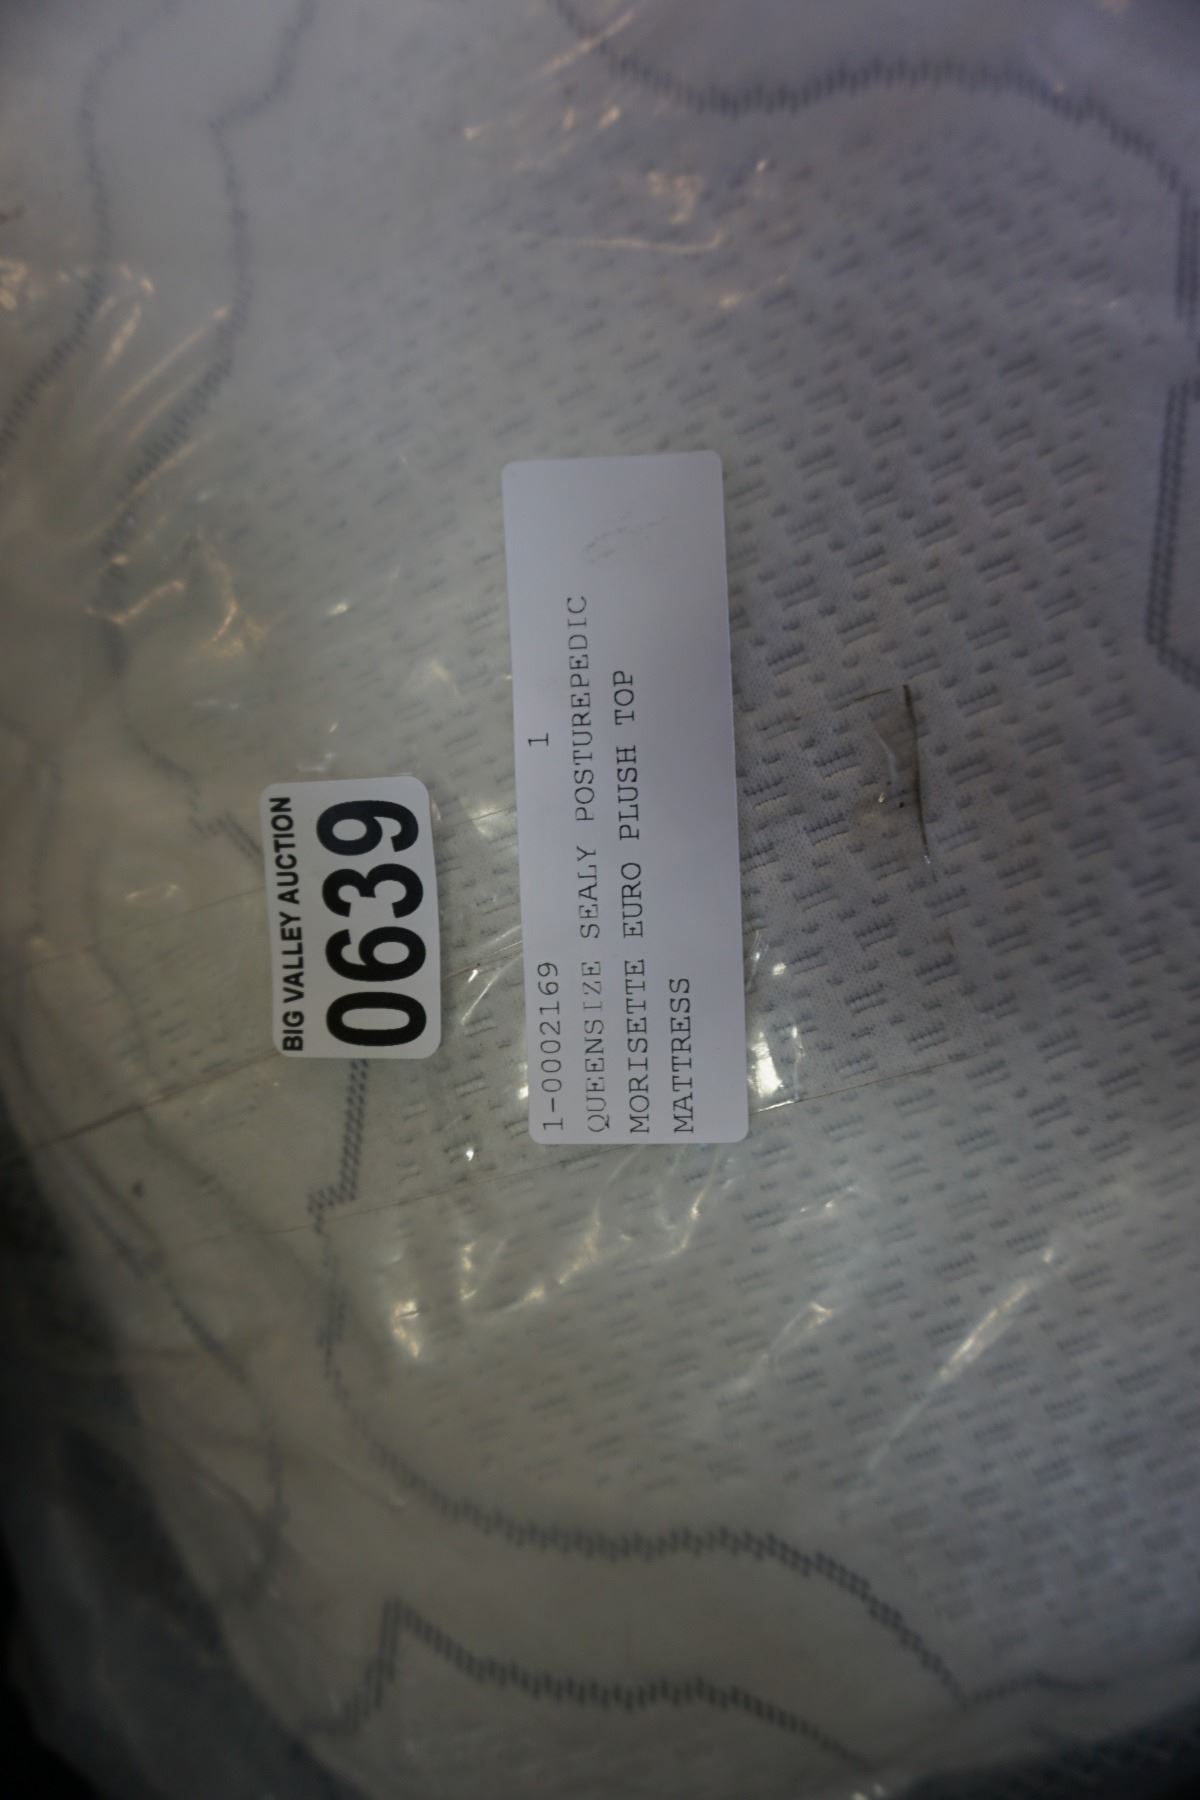 BIG VALLEY AUCTION
0639
1-0002169 1
QUEENSIZE SEALY POSTUREPEDIC
MORISETTE EURO PLUSH TOP
MATTRESS